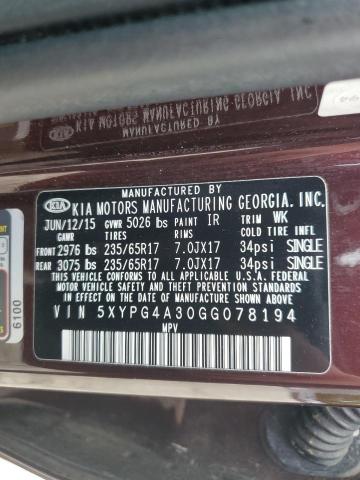 MANUFACTURED BY
KIA MOTORS MANUFACTURING GEORGIA, INC.
JUN/12/15 GVWR 5026 lbs PAINT IR TRIM WK
GAWR TIRES RIMS COLD TIRE INFL
FRONT 2976 lbs 235/65R17 7.0JX17 34psi SINGLE
REAR 3075 lbs 235/65R17 7.0JX17 34psi SINGLE
THIS VEHICLE CONFORMS TO ALL APPLICABLE U.S.A. FEDERAL
MOTOR VEHICLE SAFETY STANDARDS IN EFFECT ON
THE DATE OF MANUFACTURE SHOWN ABOVE.
VIN 5XYPG4A30GG078194
MPV
KIA
6100